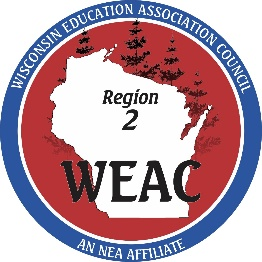 WISCONSIN EDUCATION ASSOCIATION COUNCIL
Region
2
WEAC
AN NEA AFFILIATE